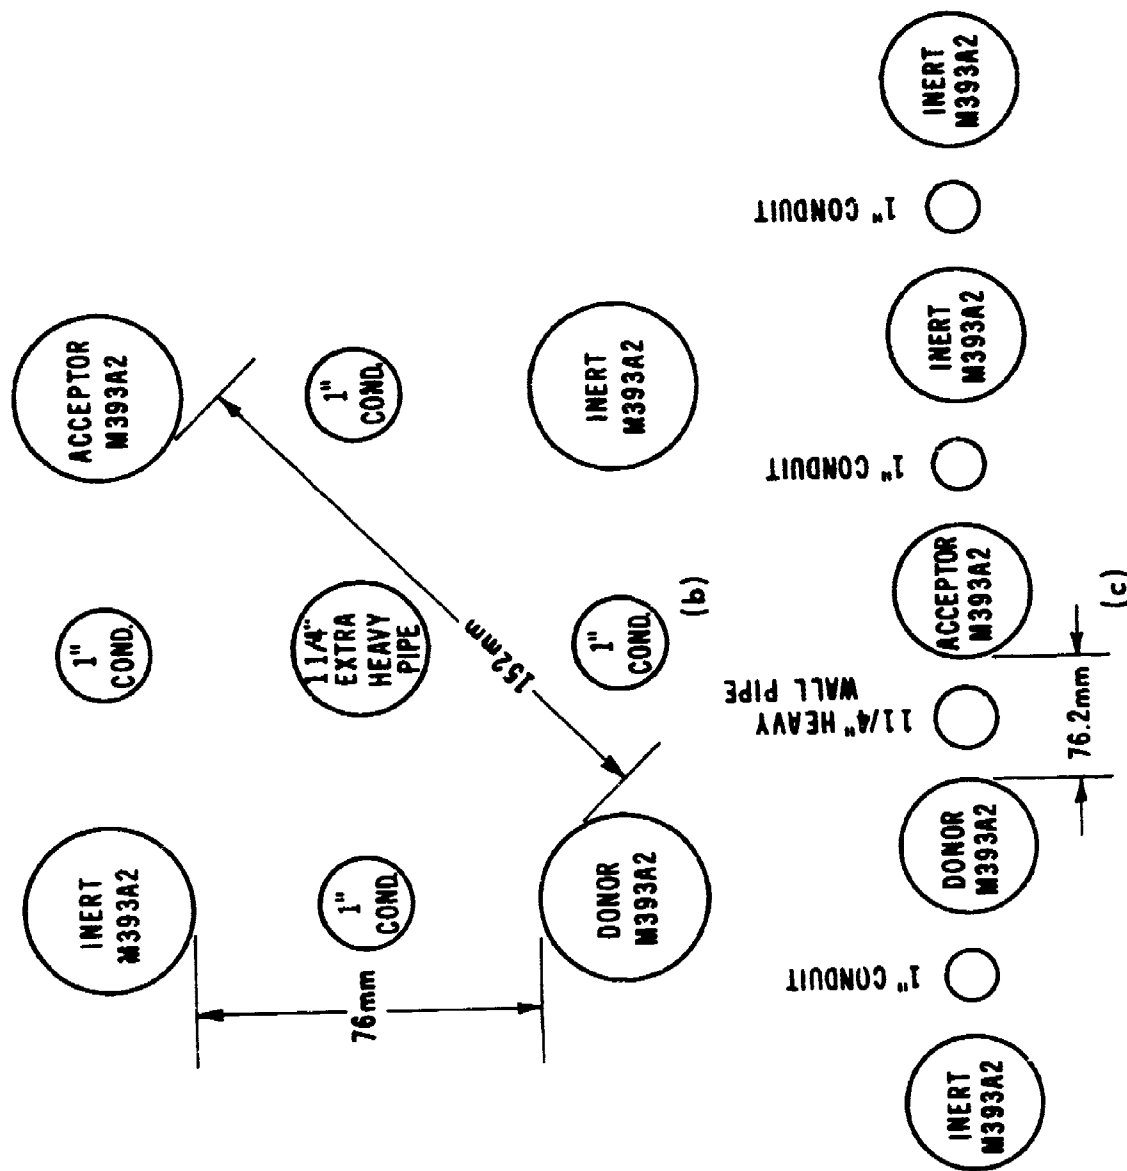 INERT
M393A2
1"
COND.
ACCEPTOR
M393A2
1"
COND.
1 1/4"
EXTRA
HEAVY
PIPE
1"
COND.
152mm
76mm
DONOR
M393A2
1"
COND.
INERT
M393A2
(b)
INERT
M393A2
1" CONDUIT
DONOR
M393A2
1 1/4" HEAVY
WALL PIPE
76.2mm
ACCEPTOR
M393A2
1" CONDUIT
INERT
M393A2
1" CONDUIT
INERT
M393A2
(c)